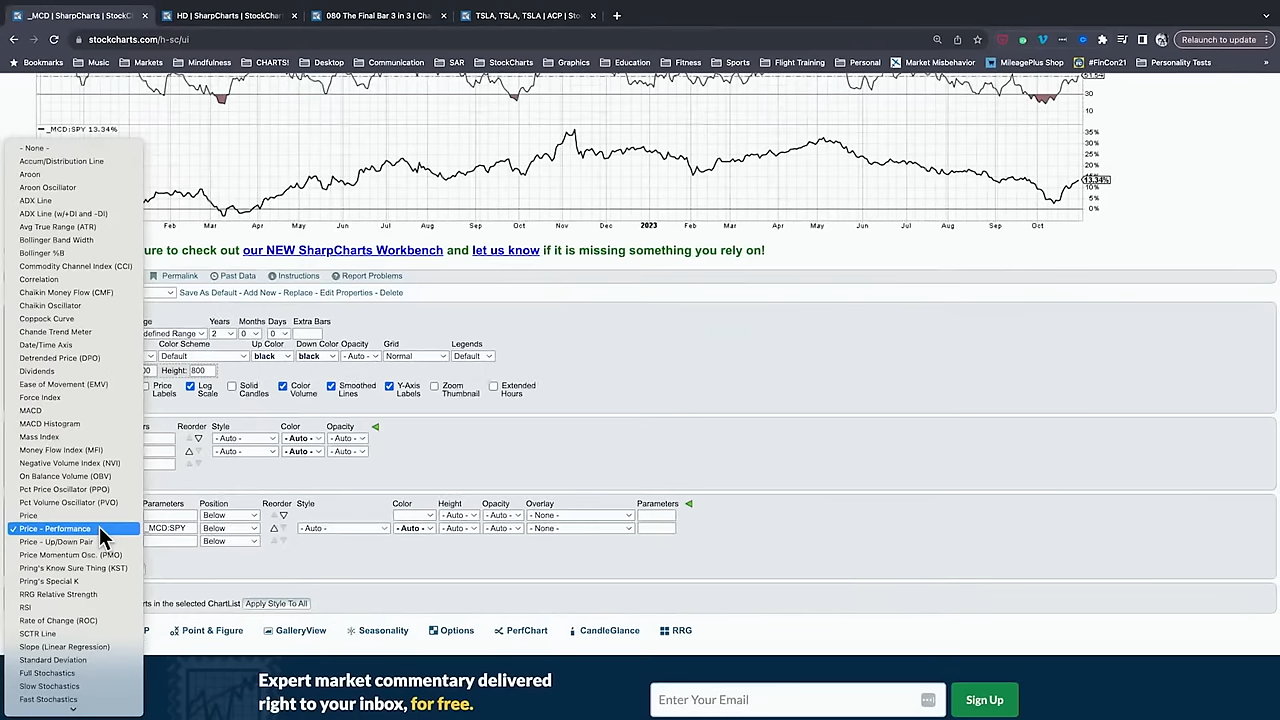 _MCD | SharpCharts | StockC
HD | SharpCharts | StockChar
080 The Final Bar 3 in 3 | Cha
TSLA, TSLA, TSLA | ACP | Sto
stockcharts.com/h-sc/ui
Relaunch to update
Bookmarks
Music
Markets
Mindfulness
CHARTS!
Desktop
Communication
SAR
StockCharts
Graphics
Education
Fitness
Sports
Flight Training
Personal
Market Misbehavior
MileagePlus Shop
#FinCon21
Personality Tests
30
10
_MCD:SPY 13.34%
35%
30%
25%
20%
10%
0%
13.34%
Feb Mar Apr May Jun Jul Aug Sep Oct Nov Dec 2023 Feb Mar Apr May Jun Jul Aug Sep Oct
- None -
Accum/Distribution Line
Aroon
Aroon Oscillator
ADX Line
ADX Line (w/+DI and -DI)
Avg True Range (ATR)
Bollinger Band Width
Bollinger %B
Commodity Channel Index (CCI)
Correlation
Chaikin Money Flow (CMF)
Chaikin Oscillator
Coppock Curve
Chande Trend Meter
Date/Time Axis
Detrended Price (DPO)
Dividends
Ease of Movement (EMV)
Force Index
MACD
MACD Histogram
Mass Index
Money Flow Index (MFI)
Negative Volume Index (NVI)
On Balance Volume (OBV)
Pct Price Oscillator (PPO)
Pct Volume Oscillator (PVO)
Price
Price - Performance
Price - Up/Down Pair
Price Momentum Osc. (PMO)
Pring's Know Sure Thing (KST)
Pring's Special K
RRG Relative Strength
RSI
Rate of Change (ROC)
SCTR Line
Slope (Linear Regression)
Standard Deviation
Full Stochastics
Slow Stochastics
Fast Stochastics
ure to check out our NEW SharpCharts Workbench and let us know if it is missing something you rely on!
Permalink Past Data Instructions Report Problems
Save As Default - Add New - Replace - Edit Properties - Delete
ge Years Months Days Extra Bars
defined Range 2 0 0
Color Scheme Up Color Down Color Opacity Grid Legends
Default black black - Auto - Normal Default
00 Height: 800
Price Labels
Log Scale
Solid Candles
Color Volume
Smoothed Lines
Y-Axis Labels
Zoom Thumbnail
Extended Hours
rs Reorder Style Color Opacity
- Auto - - Auto - - Auto -
- Auto - - Auto - - Auto -
Parameters Position Reorder Style Color Height Opacity Overlay Parameters
Below - Auto - - Auto - - None -
_MCD:SPY Below - Auto - - Auto - - Auto - - Auto - - None -
Below
rts in the selected ChartList Apply Style To All
P Point & Figure GalleryView Seasonality Options PerfChart CandleGlance RRG
Expert market commentary delivered
right to your inbox, for free.
Enter Your Email
Sign Up